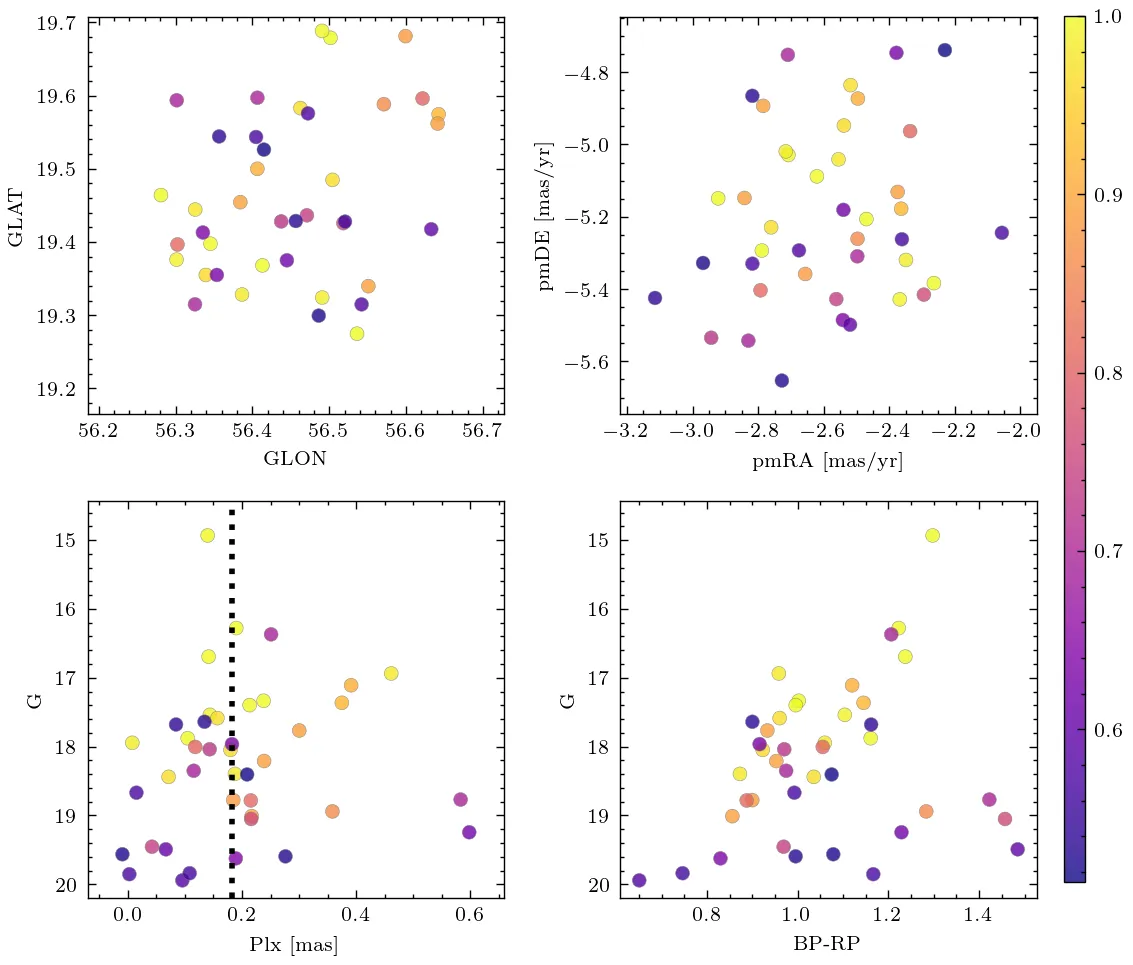 19.7
19.6
19.5
19.4
19.3
19.2
GLAT
56.2 56.3 56.4 56.5 56.6 56.7
GLON
−4.8
−5.0
−5.2
−5.4
−5.6
pmDE [mas/yr]
−3.2 −3.0 −2.8 −2.6 −2.4 −2.2 −2.0
pmRA [mas/yr]
15
16
17
18
19
20
G
0.0 0.2 0.4 0.6
Plx [mas]
15
16
17
18
19
20
G
0.8 1.0 1.2 1.4
BP-RP
1.0
0.9
0.8
0.7
0.6